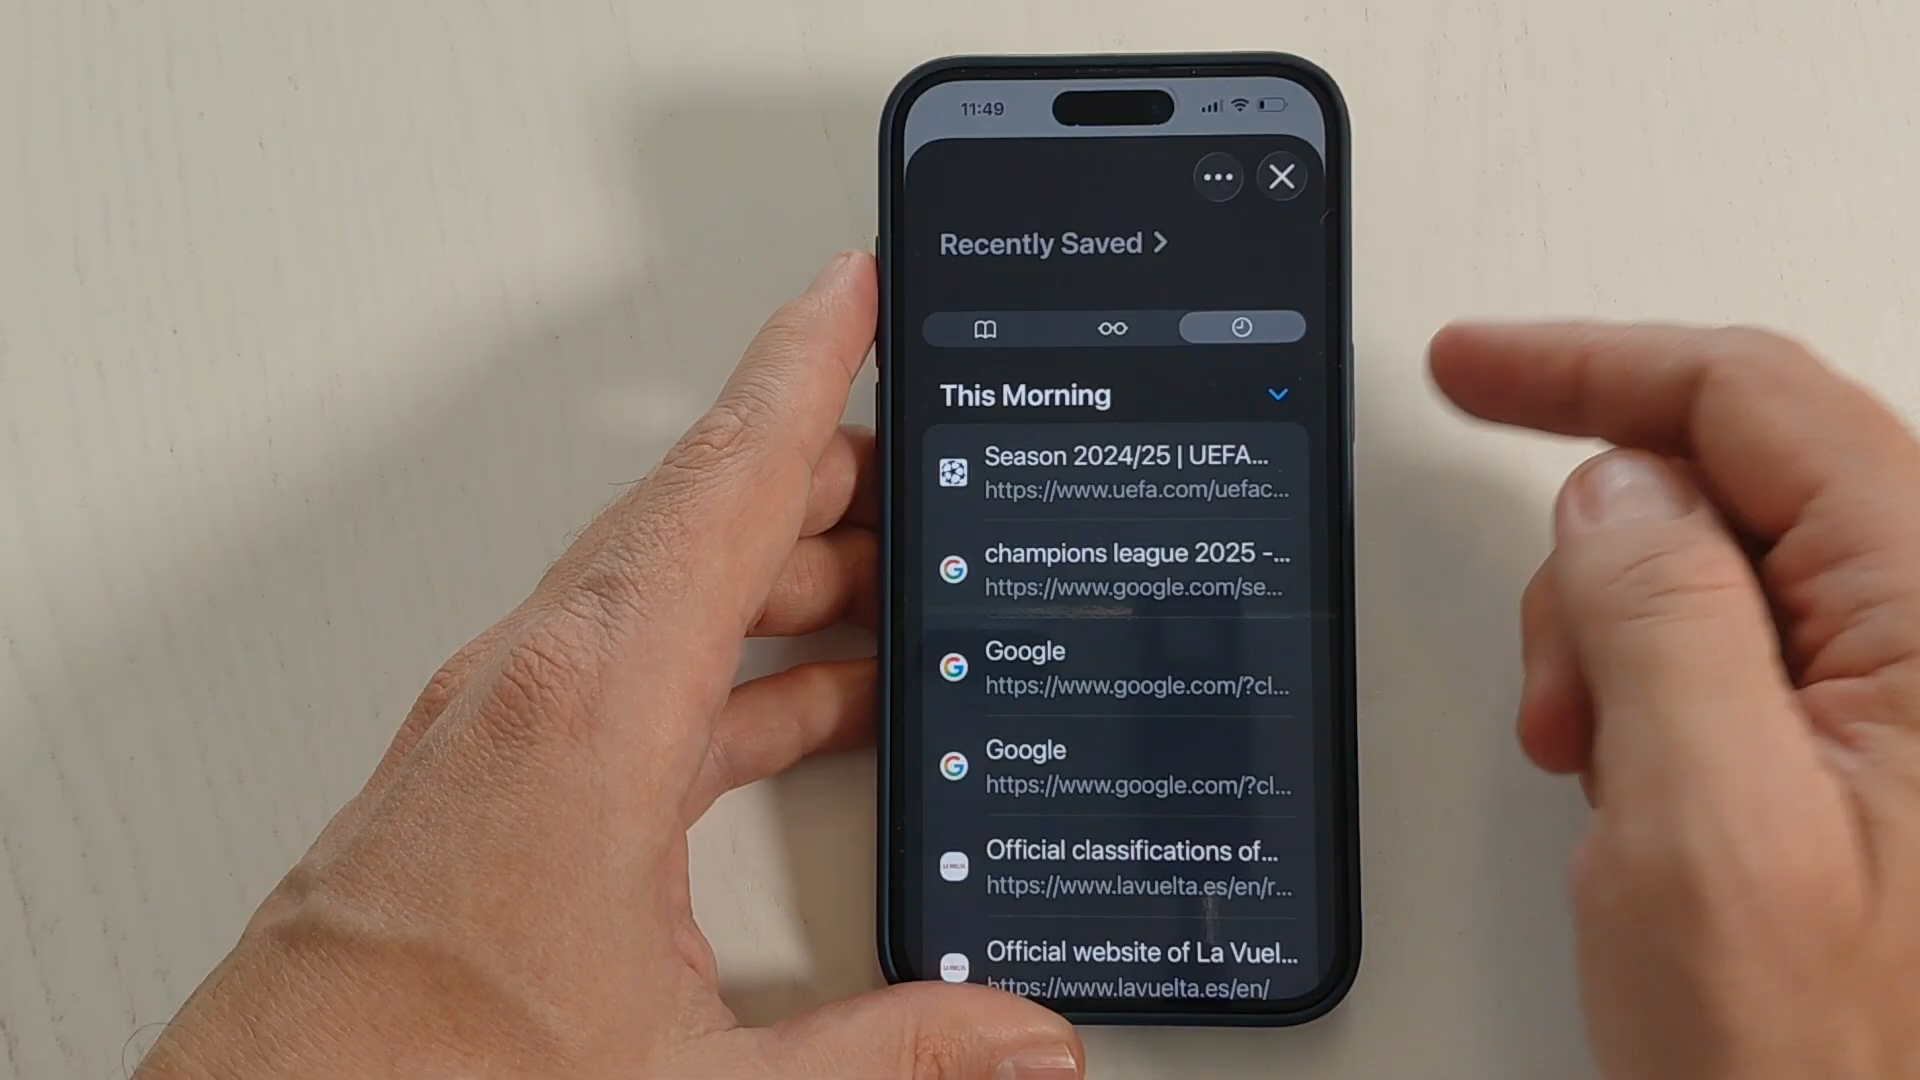 11:49
Recently Saved
This Morning
Season 2024/25 | UEFA...
https://www.uefa.com/uefac...
champions league 2025 -...
https://www.google.com/se...
Google
https://www.google.com/?cl...
Google
https://www.google.com/?cl...
Official classifications of...
https://www.lavuelta.es/en/r...
Official website of La Vuel...
https://www.lavuelta.es/en/